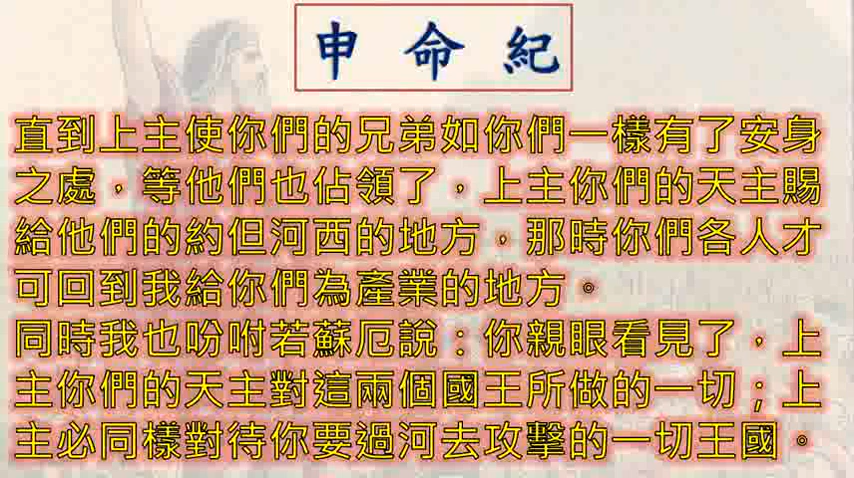 申命紀
直到上主使你們的兄弟如你們一樣有了安身
之處，等他們也佔領了，上主你們的天主賜
給他們的約但河西的地方，那時你們各人才
可回到我給你們為產業的地方。
同時我也吩咐若蘇厄說：你親眼看見了，上
主你們的天主對這兩個國王所做的一切；上
主必同樣對待你要過河去攻擊的一切王國。